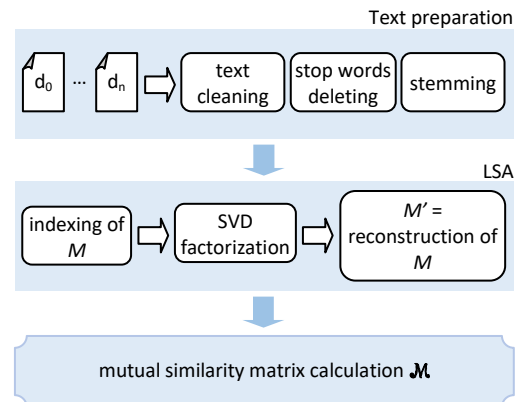 Text preparation
d₀ ... dₙ
text cleaning
stop words deleting
stemming
LSA
indexing of M
SVD factorization
M' = reconstruction of M
mutual similarity matrix calculation ℳ